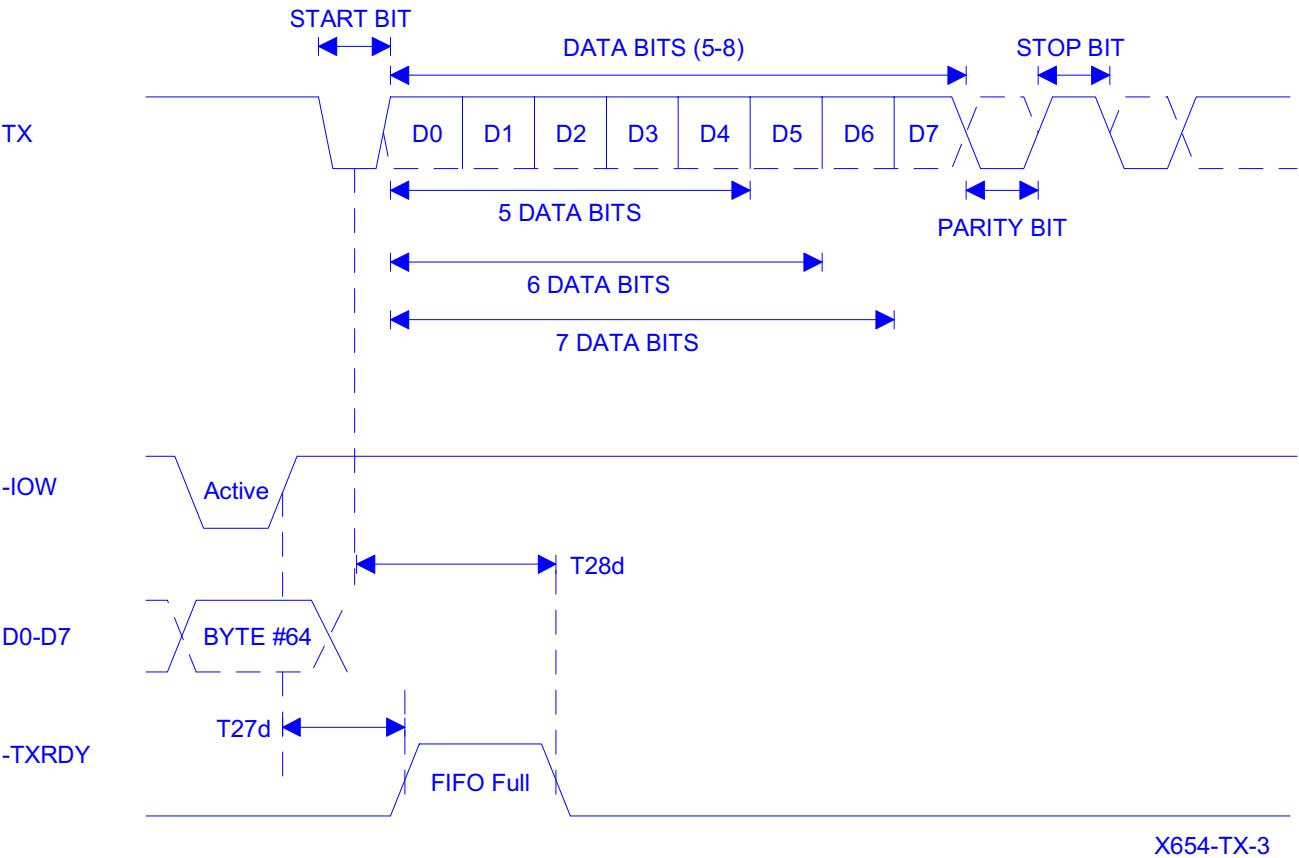 START BIT
DATA BITS (5-8)
STOP BIT
TX
D0 D1 D2 D3 D4 D5 D6 D7
5 DATA BITS
PARITY BIT
6 DATA BITS
7 DATA BITS
-IOW
Active
T28d
D0-D7
BYTE #64
T27d
-TXRDY
FIFO Full
X654-TX-3